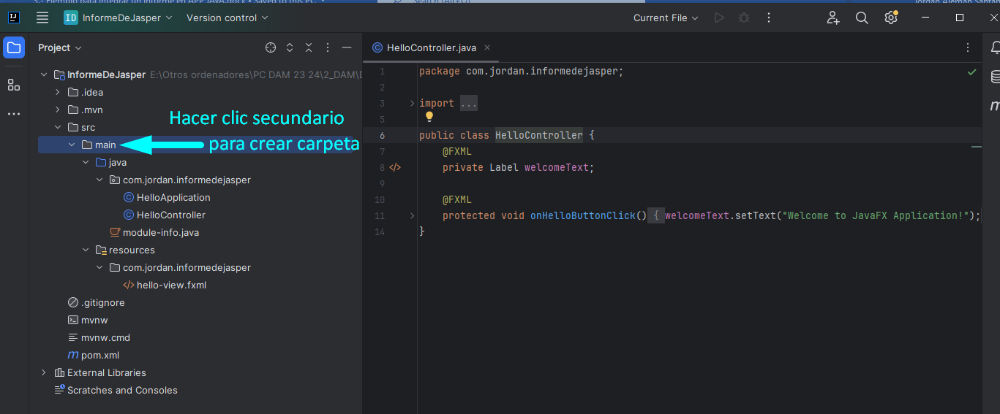 InformeDeJasper
Version control
Current File
Project
HelloController.java
InformeDeJasper E:\Otros ordenadores\PC DAM 23 24\2_DAM\
.idea
.mvn
src
main
Hacer clic secundario
para crear carpeta
java
com.jordan.informedejasper
HelloApplication
HelloController
module-info.java
resources
com.jordan.informedejasper
hello-view.fxml
.gitignore
mvnw
mvnw.cmd
pom.xml
External Libraries
Scratches and Consoles
1 package com.jordan.informedejasper;
2
3 import ...
5
6 public class HelloController {
7 @FXML
8 private Label welcomeText;
9
10 @FXML
11 protected void onHelloButtonClick() { welcomeText.setText("Welcome to JavaFX Application!");
14 }